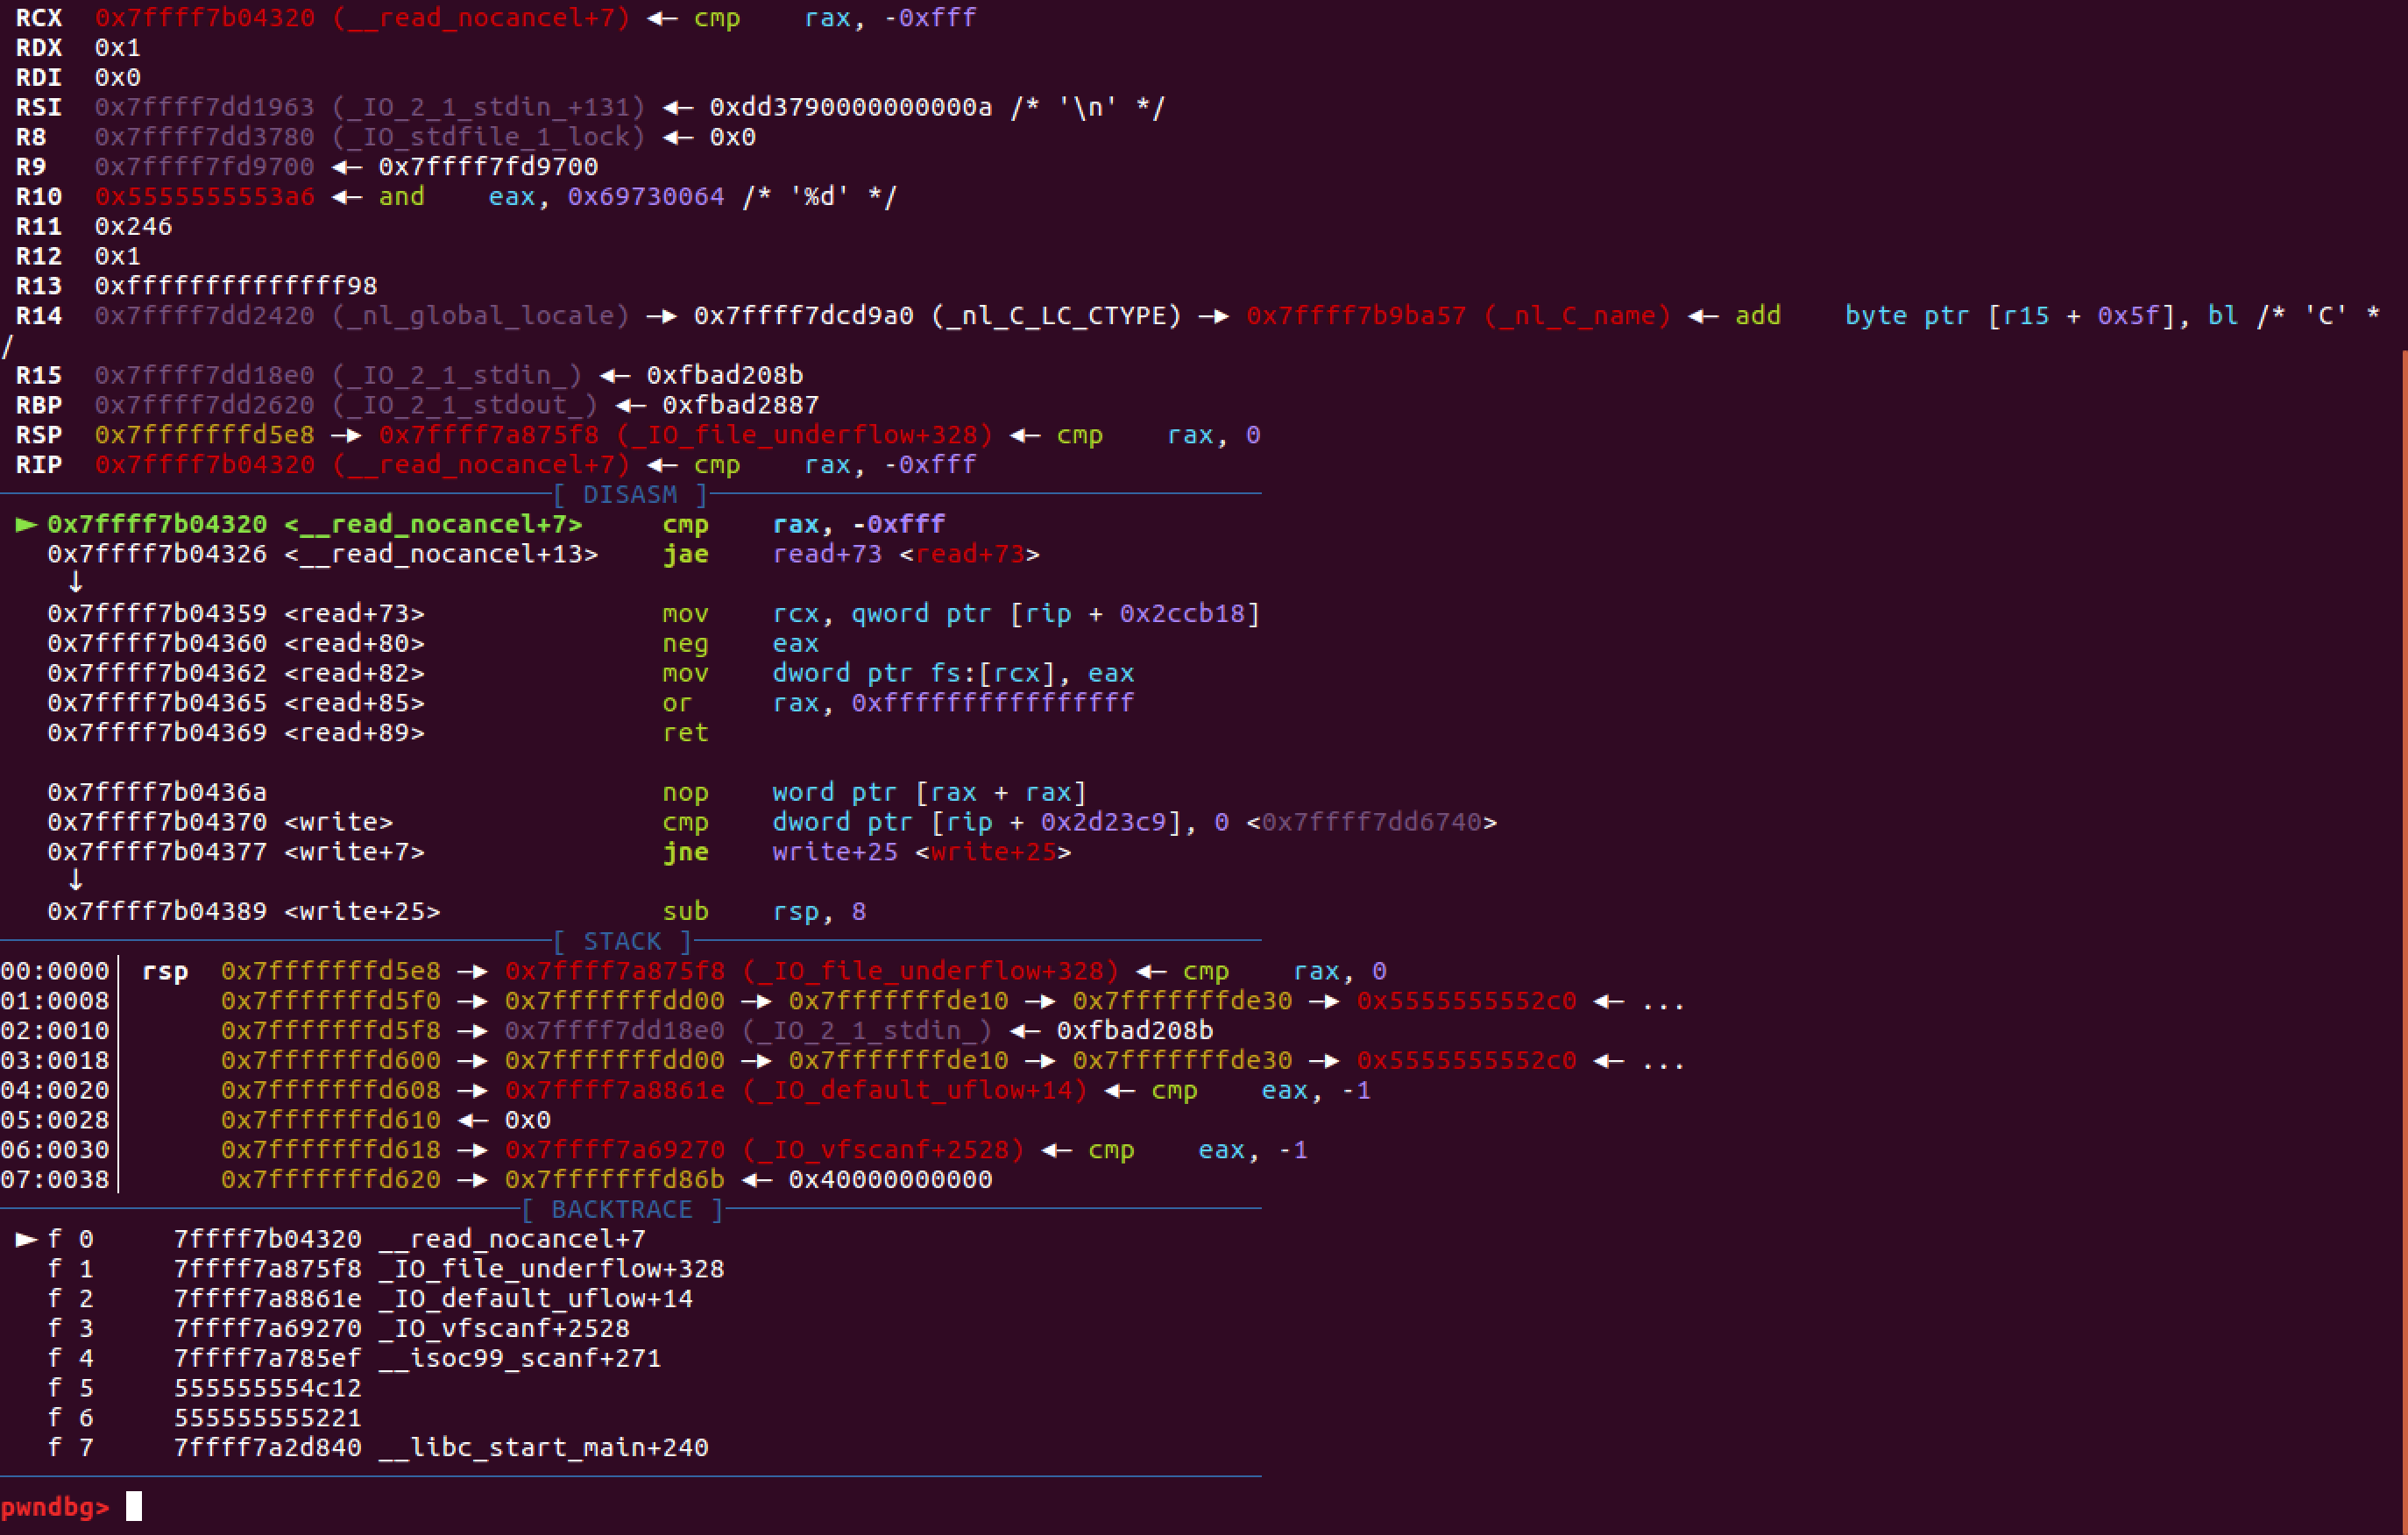 RCX  0x7ffff7b04320 (__read_nocancel+7) ◂— cmp    rax, -0xfff
RDX  0x1
RDI  0x0
RSI  0x7ffff7dd1963 (_IO_2_1_stdin_+131) ◂— 0xdd3790000000000a /* '\n' */
R8   0x7ffff7dd3780 (_IO_stdfile_1_lock) ◂— 0x0
R9   0x7ffff7fd9700 ◂— 0x7ffff7fd9700
R10  0x5555555553a6 ◂— and    eax, 0x69730064 /* '%d' */
R11  0x246
R12  0x1
R13  0xffffffffffffff98
R14  0x7ffff7dd2420 (_nl_global_locale) —▸ 0x7ffff7dcd9a0 (_nl_C_LC_CTYPE) —▸ 0x7ffff7b9ba57 (_nl_C_name) ◂— add    byte ptr [r15 + 0x5f], bl /* 'C' *
/
R15  0x7ffff7dd18e0 (_IO_2_1_stdin_) ◂— 0xfbad208b
RBP  0x7ffff7dd2620 (_IO_2_1_stdout_) ◂— 0xfbad2887
RSP  0x7fffffffd5e8 —▸ 0x7ffff7a875f8 (_IO_file_underflow+328) ◂— cmp    rax, 0
RIP  0x7ffff7b04320 (__read_nocancel+7) ◂— cmp    rax, -0xfff
[ DISASM ]
► 0x7ffff7b04320 <__read_nocancel+7>     cmp    rax, -0xfff
0x7ffff7b04326 <__read_nocancel+13>    jae    read+73 <read+73>
↓
0x7ffff7b04359 <read+73>               mov    rcx, qword ptr [rip + 0x2ccb18]
0x7ffff7b04360 <read+80>               neg    eax
0x7ffff7b04362 <read+82>               mov    dword ptr fs:[rcx], eax
0x7ffff7b04365 <read+85>               or     rax, 0xffffffffffffffff
0x7ffff7b04369 <read+89>               ret
0x7ffff7b0436a                         nop    word ptr [rax + rax]
0x7ffff7b04370 <write>                 cmp    dword ptr [rip + 0x2d23c9], 0 <0x7ffff7dd6740>
0x7ffff7b04377 <write+7>               jne    write+25 <write+25>
↓
0x7ffff7b04389 <write+25>              sub    rsp, 8
[ STACK ]
00:0000│ rsp  0x7fffffffd5e8 —▸ 0x7ffff7a875f8 (_IO_file_underflow+328) ◂— cmp    rax, 0
01:0008│      0x7fffffffd5f0 —▸ 0x7fffffffdd00 —▸ 0x7fffffffde10 —▸ 0x7fffffffde30 —▸ 0x5555555552c0 ◂— ...
02:0010│      0x7fffffffd5f8 —▸ 0x7ffff7dd18e0 (_IO_2_1_stdin_) ◂— 0xfbad208b
03:0018│      0x7fffffffd600 —▸ 0x7fffffffdd00 —▸ 0x7fffffffde10 —▸ 0x7fffffffde30 —▸ 0x5555555552c0 ◂— ...
04:0020│      0x7fffffffd608 —▸ 0x7ffff7a8861e (_IO_default_uflow+14) ◂— cmp    eax, -1
05:0028│      0x7fffffffd610 ◂— 0x0
06:0030│      0x7fffffffd618 —▸ 0x7ffff7a69270 (_IO_vfscanf+2528) ◂— cmp    eax, -1
07:0038│      0x7fffffffd620 —▸ 0x7fffffffd86b ◂— 0x40000000000
[ BACKTRACE ]
► f 0     7ffff7b04320 __read_nocancel+7
f 1     7ffff7a875f8 _IO_file_underflow+328
f 2     7ffff7a8861e _IO_default_uflow+14
f 3     7ffff7a69270 _IO_vfscanf+2528
f 4     7ffff7a785ef __isoc99_scanf+271
f 5     555555554c12
f 6     555555555221
f 7     7ffff7a2d840 __libc_start_main+240
pwndbg>